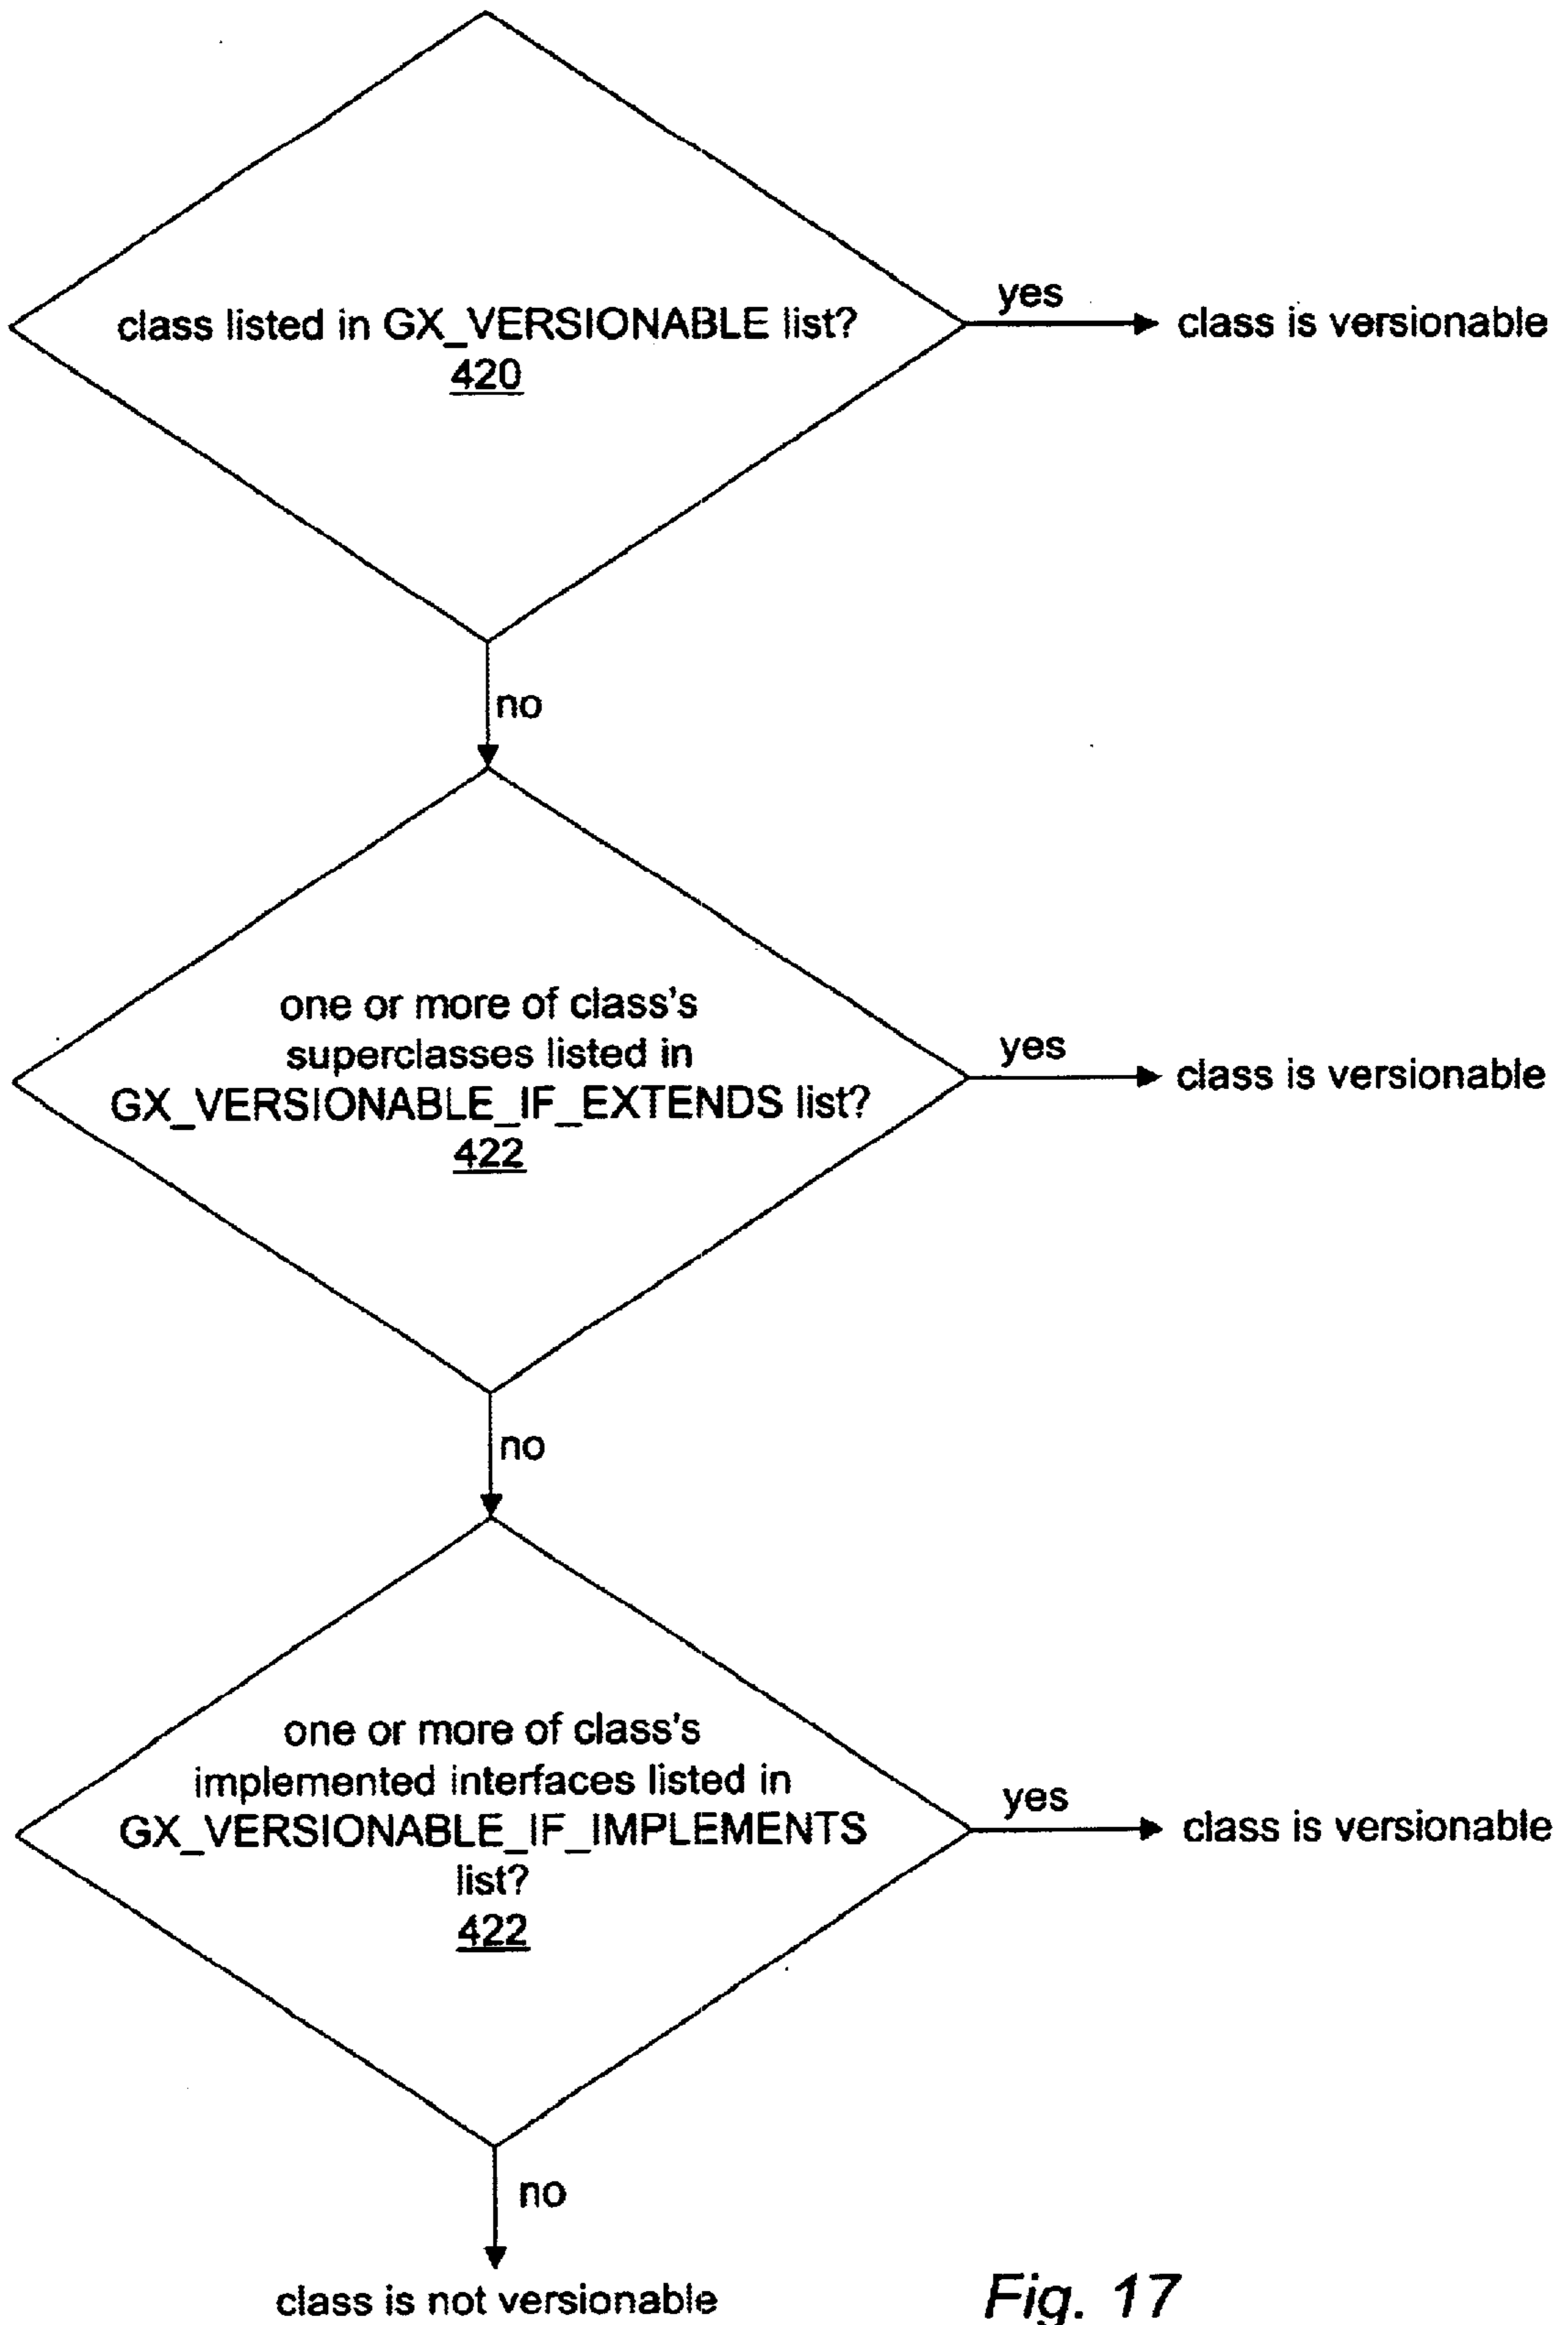 class listed in GX_VERSIONABLE list?
420
yes
class is versionable
no
one or more of class's
superclasses listed in
GX_VERSIONABLE_IF_EXTENDS list?
422
yes
class is versionable
no
one or more of class's
implemented interfaces listed in
GX_VERSIONABLE_IF_IMPLEMENTS
list?
422
yes
class is versionable
no
class is not versionable
Fig. 17